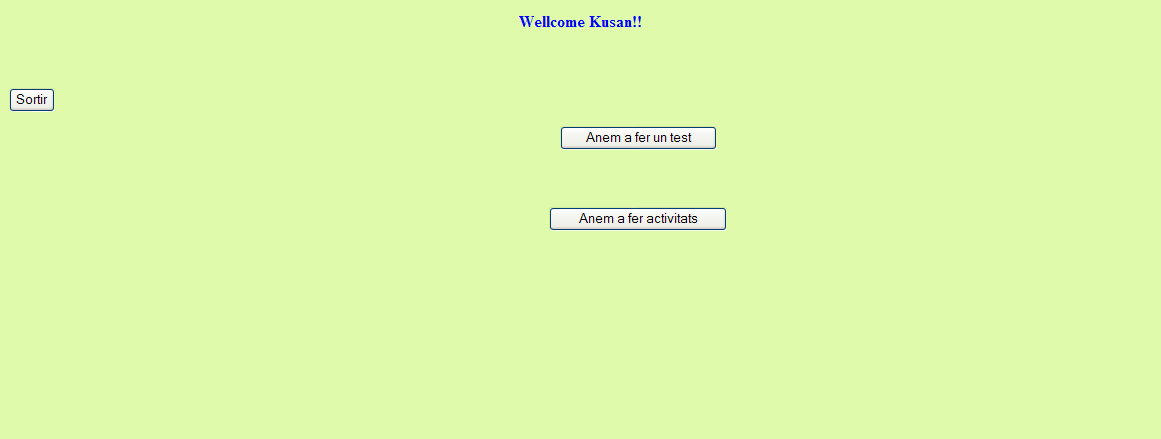 Wellcome Kusan!!
Sortir
Anem a fer un test
Anem a fer activitats